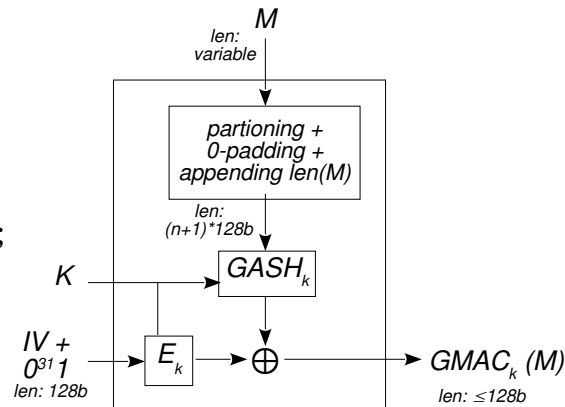 M
len:
variable
partioning +
0-padding +
appending len(M)
len:
(n+1)*128b
;
K
GASHₖ
IV +
0³¹1
len: 128b
Eₖ
⊕
GMACₖ (M)
len: ≤128b